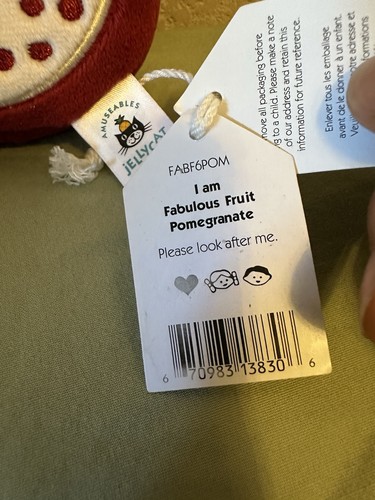 AMUSEABLES
JELLYCAT
FABF6POM
I am
Fabulous Fruit
Pomegranate
Please look after me.
6 70983 13830 6
move all packaging before
g to a child. Please make a note
of our address and retain this
information for future reference.
Enlever tous les emballage
avant de le donner à un enfant.
adresse et